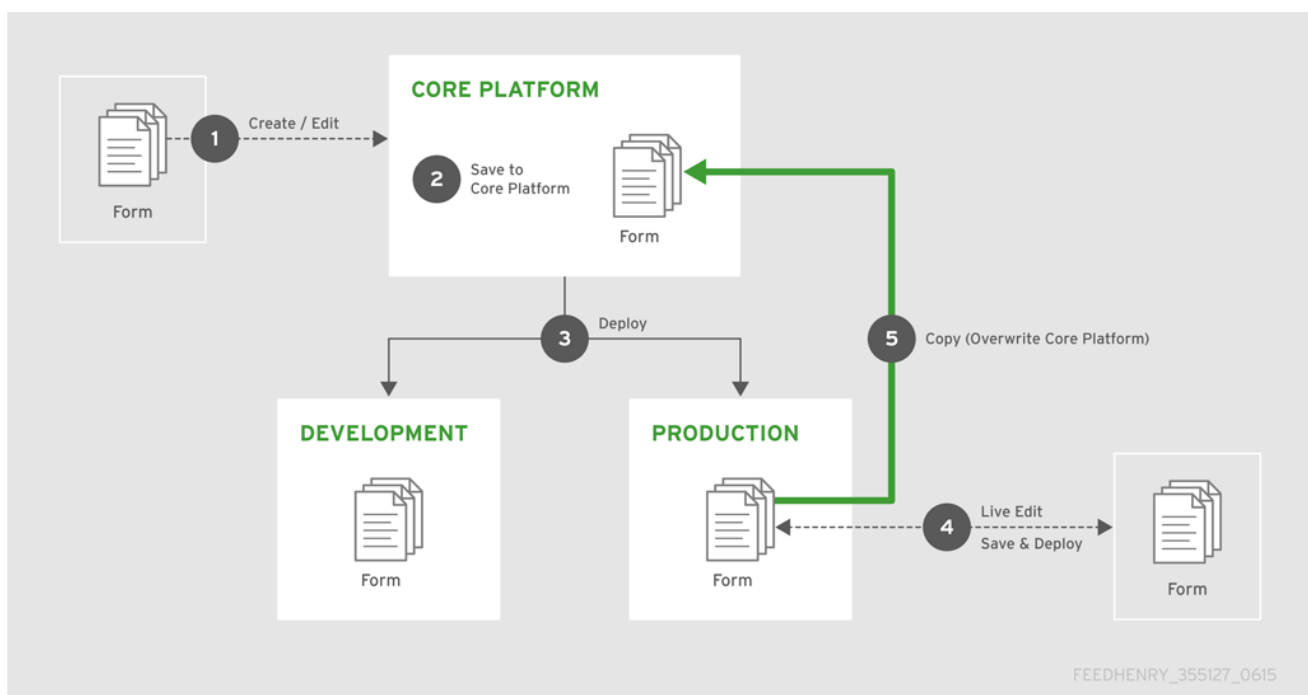 CORE PLATFORM
1
Create / Edit
2
Save to
Core Platform
Form
Form
3
Deploy
5
Copy (Overwrite Core Platform)
DEVELOPMENT
PRODUCTION
Form
Form
4
Live Edit
Save & Deploy
Form
FEEDHENRY_355127_0615